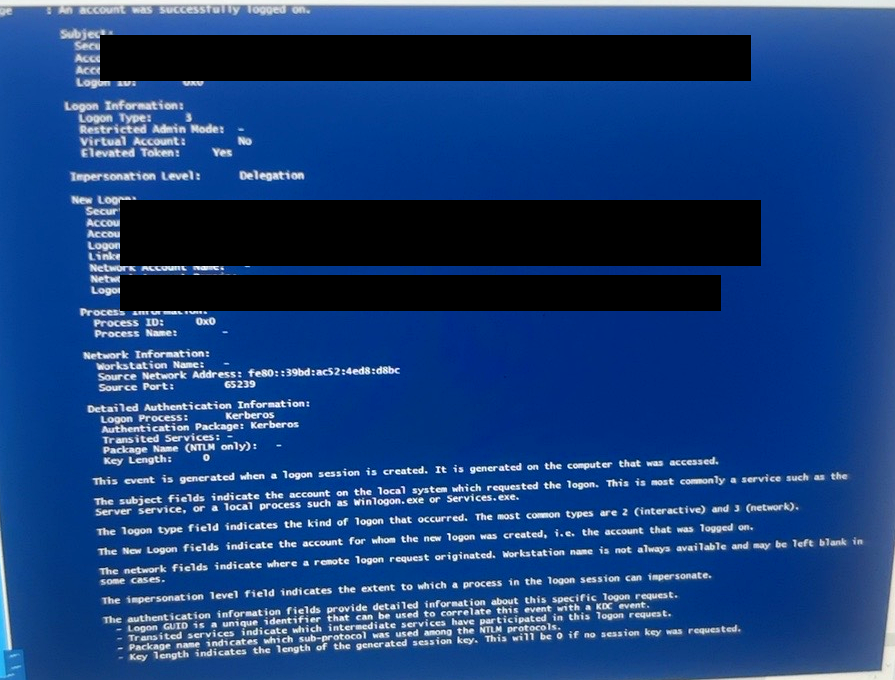 ge : An account was successfully logged on.
Subject:
Secu
Acco
Acco
Logon ID: 0x0
Logon Information:
Logon Type: 3
Restricted Admin Mode: -
Virtual Account: No
Elevated Token: Yes
Impersonation Level: Delegation
New Logon:
Secur
Accou
Accou
Logon
Linke
Network Account Name: -
Netw
Logo
Process Information:
Process ID: 0x0
Process Name: -
Network Information:
Workstation Name: -
Source Network Address: fe80::39bd:ac52:4ed8:d8bc
Source Port: 65239
Detailed Authentication Information:
Logon Process: Kerberos
Authentication Package: Kerberos
Transited Services: -
Package Name (NTLM only): -
Key Length: 0
This event is generated when a logon session is created. It is generated on the computer that was accessed.
The subject fields indicate the account on the local system which requested the logon. This is most commonly a service such as the
Server service, or a local process such as Winlogon.exe or Services.exe.
The logon type field indicates the kind of logon that occurred. The most common types are 2 (interactive) and 3 (network).
The New Logon fields indicate the account for whom the new logon was created, i.e. the account that was logged on.
The network fields indicate where a remote logon request originated. Workstation name is not always available and may be left blank in
some cases.
The impersonation level field indicates the extent to which a process in the logon session can impersonate.
The authentication information fields provide detailed information about this specific logon request.
- Logon GUID is a unique identifier that can be used to correlate this event with a KDC event.
- Transited services indicate which intermediate services have participated in this logon request.
- Package name indicates which sub-protocol was used among the NTLM protocols.
- Key length indicates the length of the generated session key. This will be 0 if no session key was requested.